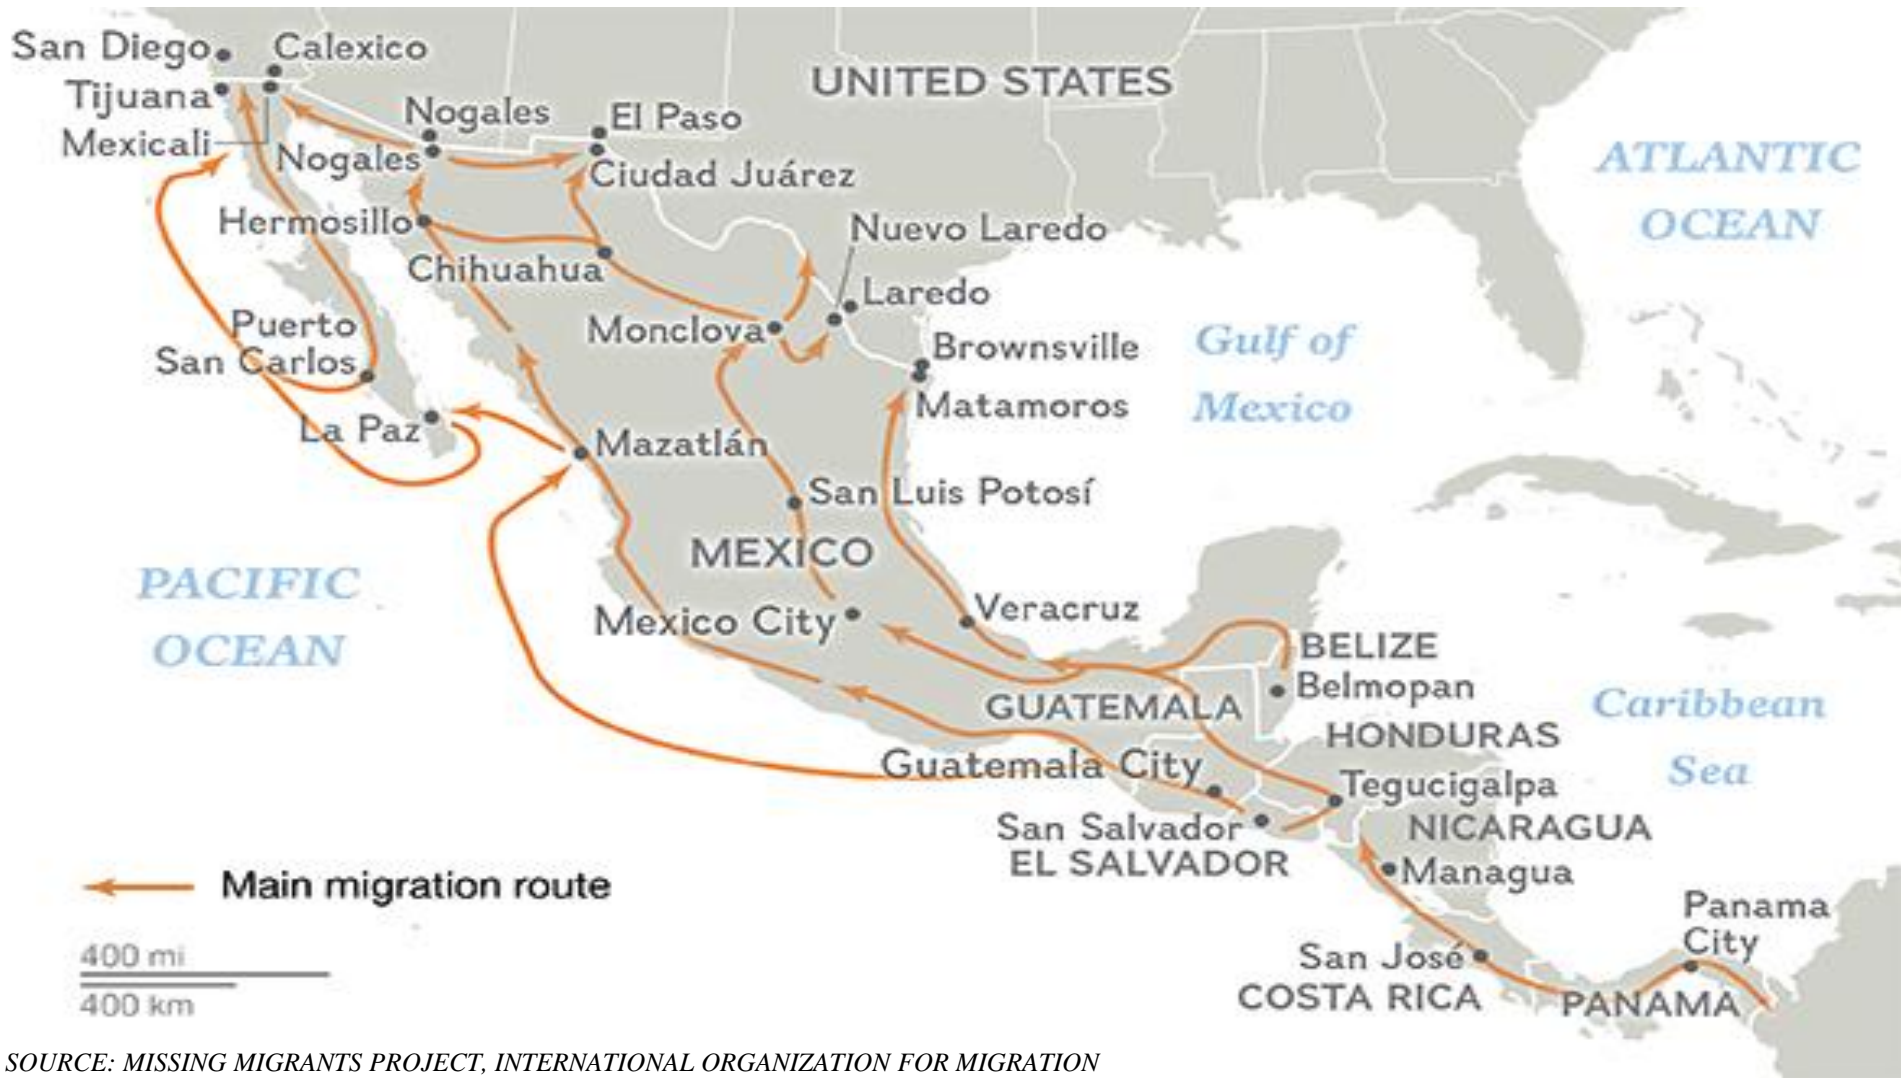 San Diego
Calexico
UNITED STATES
Tijuana
Nogales
El Paso
Mexicali
Nogales
Ciudad Juárez
ATLANTIC
OCEAN
Hermosillo
Nuevo Laredo
Chihuahua
Laredo
Puerto
San Carlos
Monclova
Brownsville
Gulf of
Mexico
Matamoros
La Paz
Mazatlán
San Luis Potosí
MEXICO
PACIFIC
OCEAN
Mexico City
Veracruz
BELIZE
Belmopan
GUATEMALA
Caribbean
Sea
HONDURAS
Guatemala City
Tegucigalpa
San Salvador
EL SALVADOR
NICARAGUA
Managua
Main migration route
Panama
City
400 mi
400 km
San José
COSTA RICA
PANAMA
SOURCE: MISSING MIGRANTS PROJECT, INTERNATIONAL ORGANIZATION FOR MIGRATION